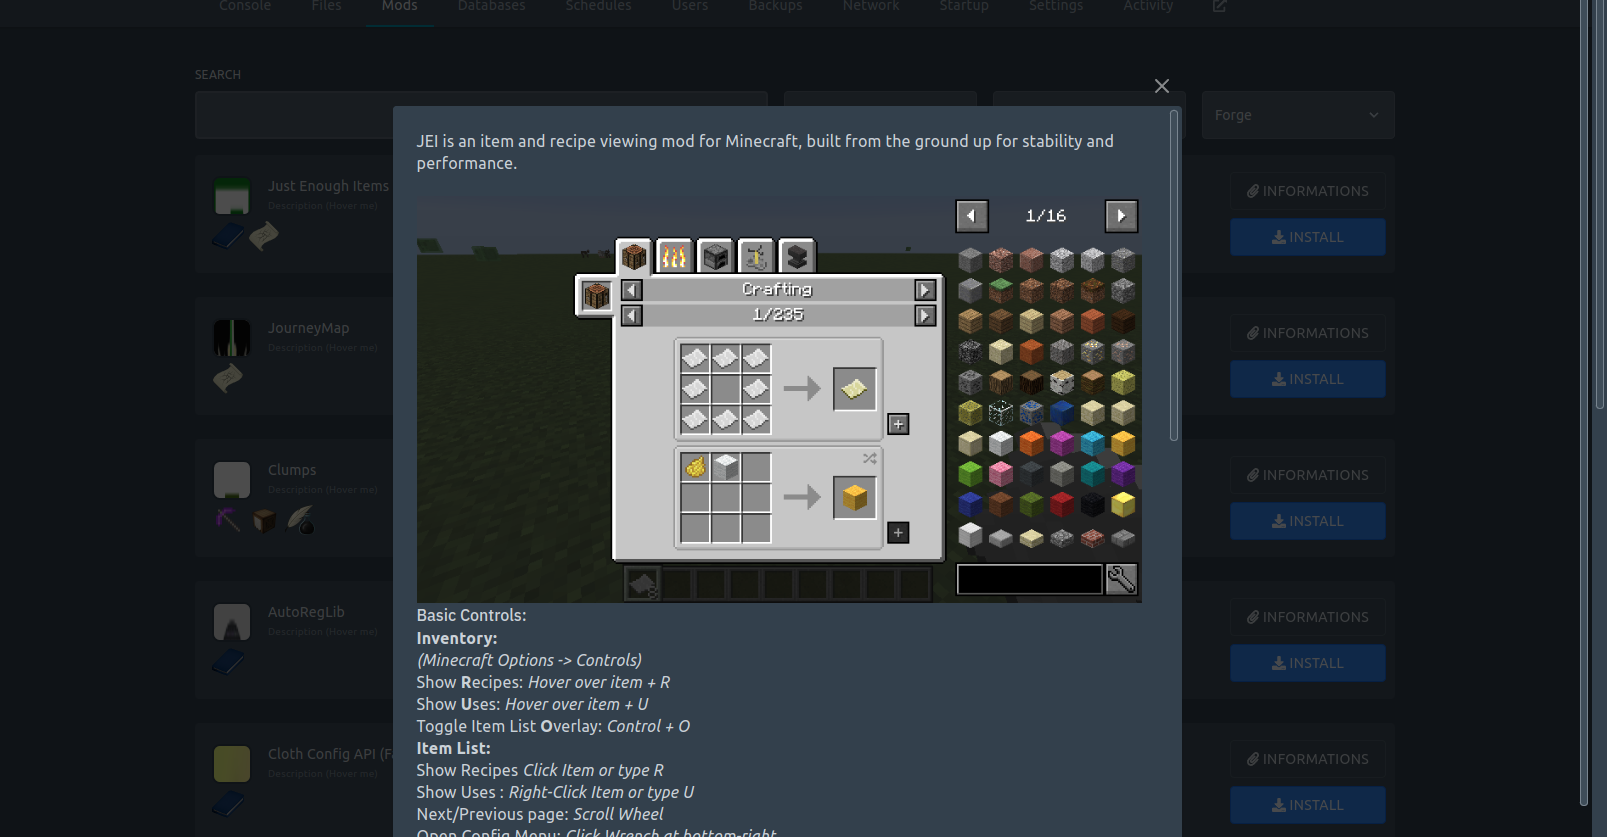 Console Files Mods Databases Schedules Users Backups Network Startup Settings Activity
SEARCH
Forge
JEI is an item and recipe viewing mod for Minecraft, built from the ground up for stability and
performance.
Just Enough Items
Description (Hover me)
INFORMATIONS
INSTALL
1/16
Crafting
1/235
8
JourneyMap
Description (Hover me)
INFORMATIONS
INSTALL
Clumps
Description (Hover me)
INFORMATIONS
INSTALL
AutoRegLib
Description (Hover me)
INFORMATIONS
INSTALL
Cloth Config API (Fa
Description (Hover me)
INFORMATIONS
INSTALL
Basic Controls:
Inventory:
(Minecraft Options -> Controls)
Show Recipes: Hover over item + R
Show Uses: Hover over item + U
Toggle Item List Overlay: Control + O
Item List:
Show Recipes Click Item or type R
Show Uses : Right-Click Item or type U
Next/Previous page: Scroll Wheel
Open Config Menu: Click Wrench at bottom-right